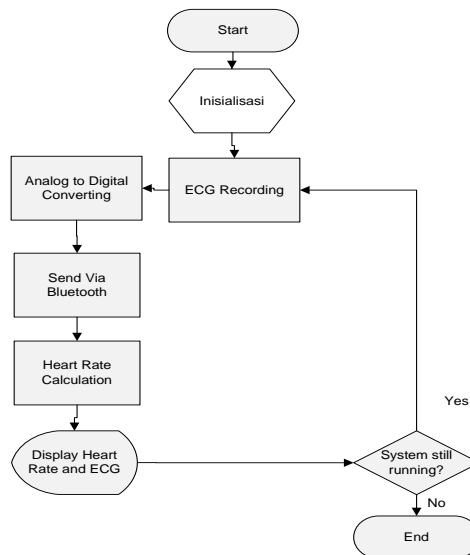 Start
Inisialisasi
Analog to Digital
Converting
ECG Recording
Send Via
Bluetooth
Heart Rate
Calculation
Yes
Display Heart
Rate and ECG
System still
running?
No
End